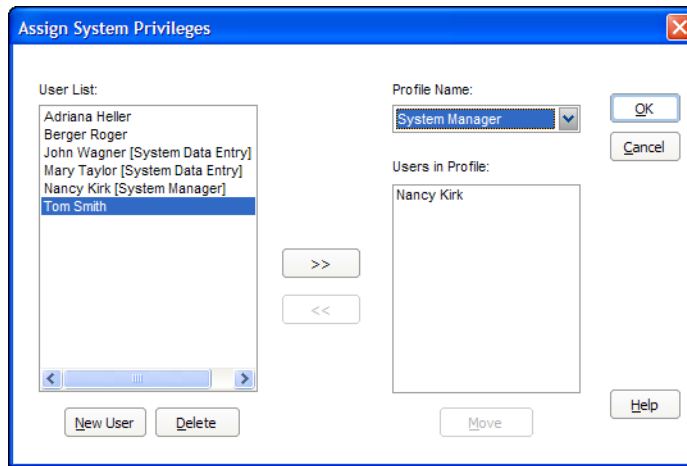 Assign System Privileges
User List:
Adriana Heller
Berger Roger
John Wagner [System Data Entry]
Mary Taylor [System Data Entry]
Nancy Kirk [System Manager]
Tom Smith
>>
<<
New User
Delete
Profile Name:
System Manager
Users in Profile:
Nancy Kirk
Move
OK
Cancel
Help